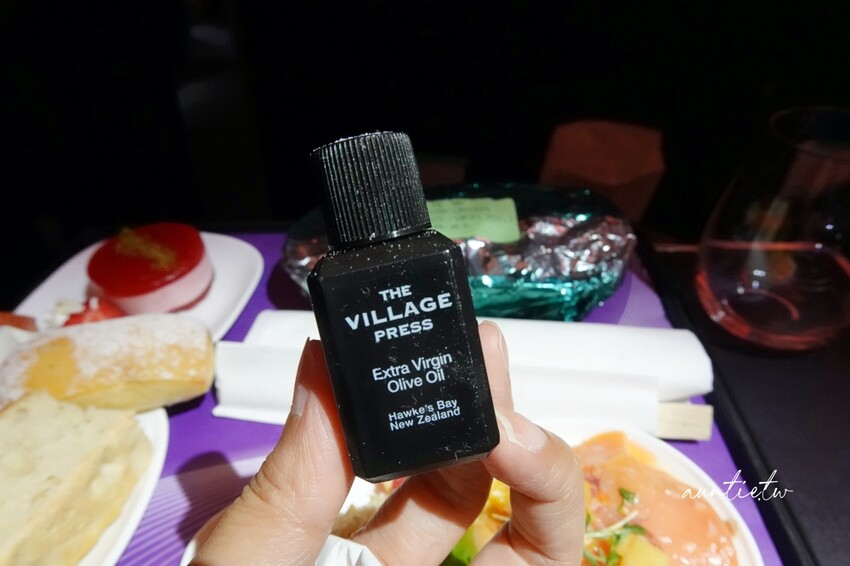 THE
VILLAGE
PRESS
Extra Virgin
Olive Oil
Hawke's Bay
New Zealand
auntie.tw